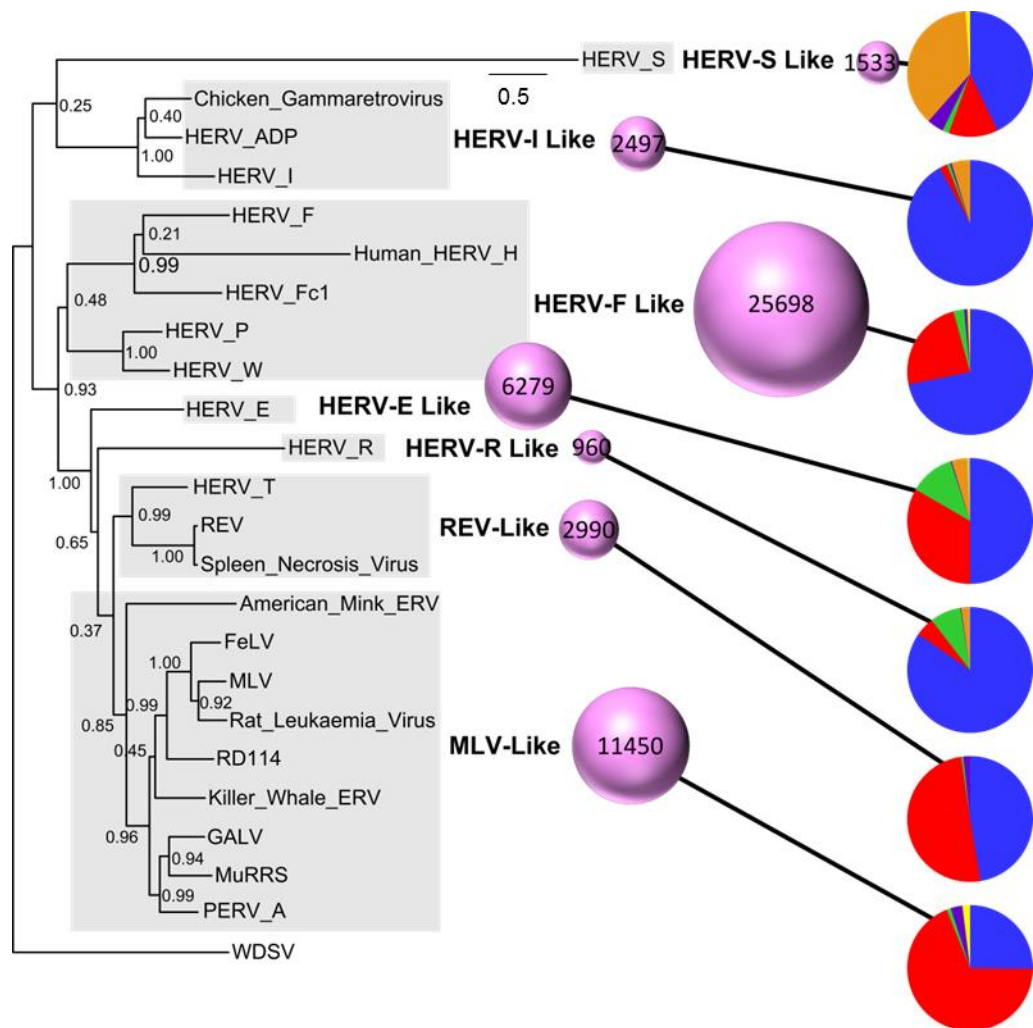 HERV_S
HERV-S Like
1533
0.5
0.25
Chicken_Gammaretrovirus
0.40
HERV_ADP
HERV-I Like
2497
1.00
HERV_I
HERV_F
0.21
Human_HERV_H
0.99
HERV_Fc1
0.48
HERV-F Like
25698
HERV_P
1.00
HERV_W
0.93
HERV_E
HERV-E Like
6279
HERV_R
HERV-R Like
960
1.00
HERV_T
0.99
REV
REV-Like
2990
0.65
1.00
Spleen_Necrosis_Virus
American_Mink_ERV
0.37
FeLV
1.00
MLV
0.92
0.99
Rat_Leukaemia_Virus
0.85
0.45
RD114
MLV-Like
11450
Killer_Whale_ERV
0.96
GALV
0.94
MuRRS
0.99
PERV_A
WDSV